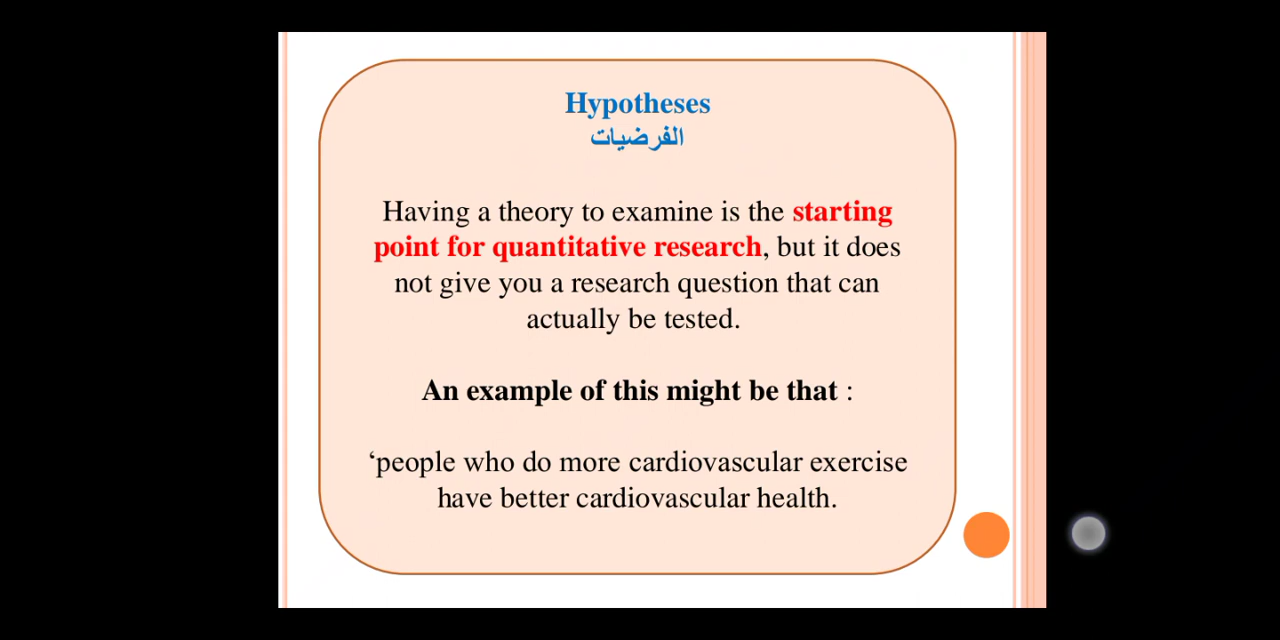 Hypotheses
الفرضيات
Having a theory to examine is the starting
point for quantitative research, but it does
not give you a research question that can
actually be tested.
An example of this might be that :
‘people who do more cardiovascular exercise
have better cardiovascular health.